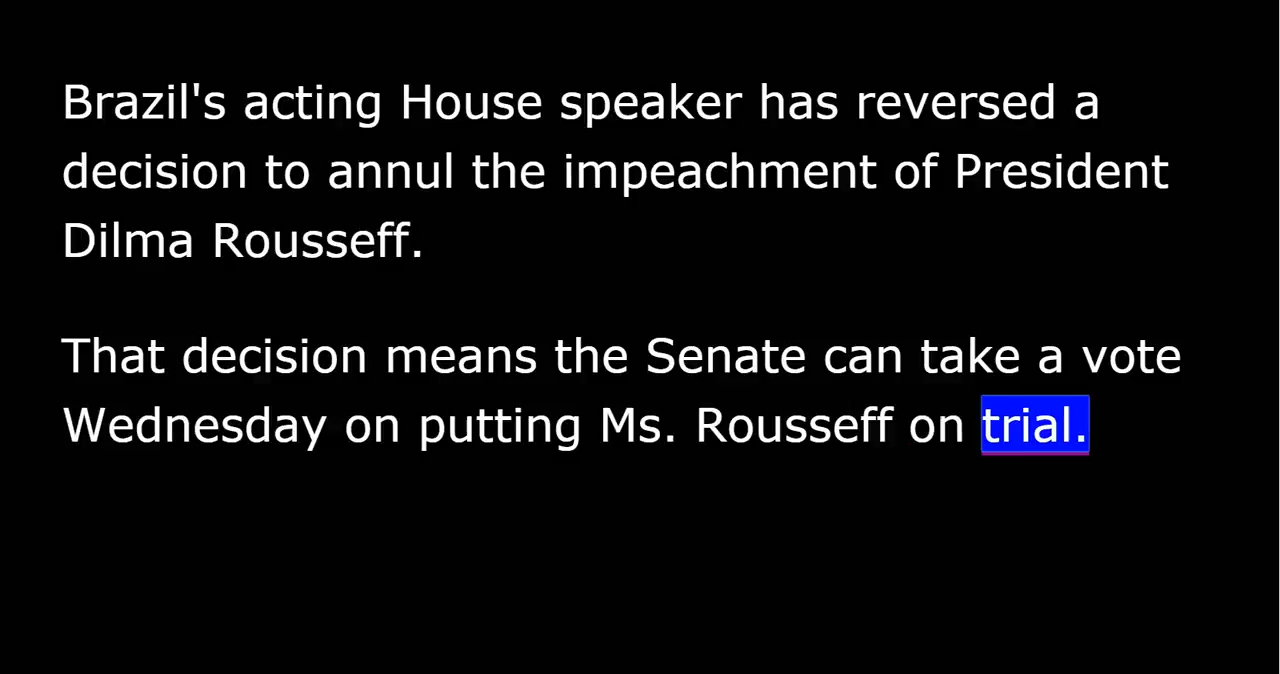 Brazil's acting House speaker has reversed a
decision to annul the impeachment of President
Dilma Rousseff.
That decision means the Senate can take a vote
Wednesday on putting Ms. Rousseff on trial.